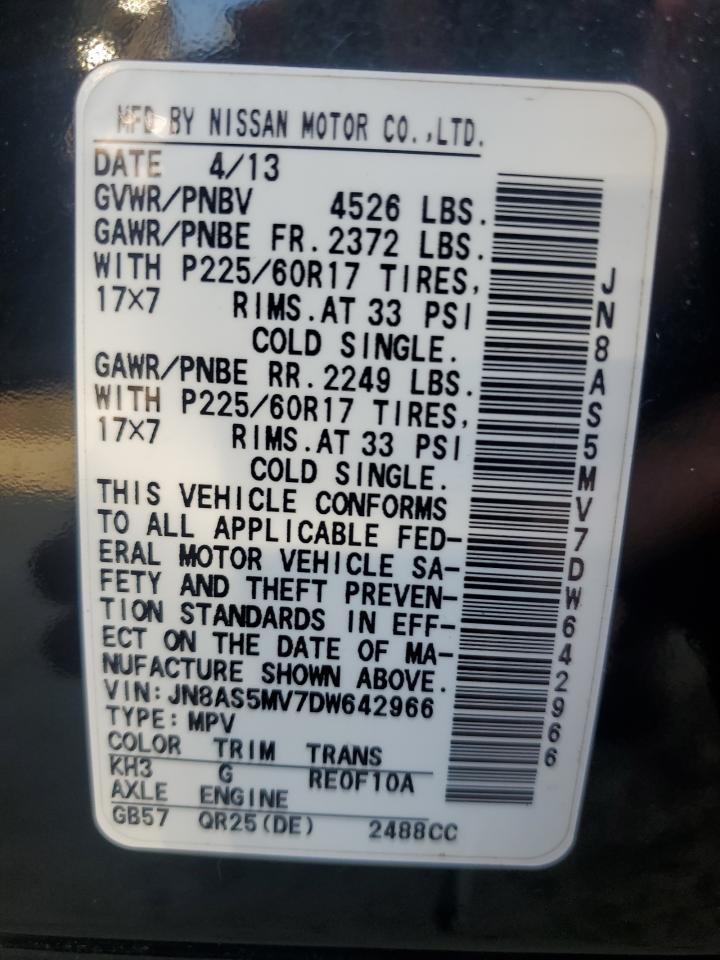 MFD BY NISSAN MOTOR CO.,LTD.
DATE 4/13
GVWR/PNBV 4526 LBS.
GAWR/PNBE FR. 2372 LBS.
WITH P225/60R17 TIRES,
17X7 RIMS. AT 33 PSI
COLD SINGLE.
GAWR/PNBE RR. 2249 LBS.
WITH P225/60R17 TIRES,
17X7 RIMS. AT 33 PSI
COLD SINGLE.
THIS VEHICLE CONFORMS
TO ALL APPLICABLE FED-
ERAL MOTOR VEHICLE SA-
FETY AND THEFT PREVEN-
TION STANDARDS IN EFF-
ECT ON THE DATE OF MA-
NUFACTURE SHOWN ABOVE.
VIN:JN8AS5MV7DW642966
TYPE:MPV
COLOR TRIM TRANS
KH3 G RE0F10A
AXLE ENGINE
GB57 QR25(DE) 2488CC
JN8AS5MV7DW642966